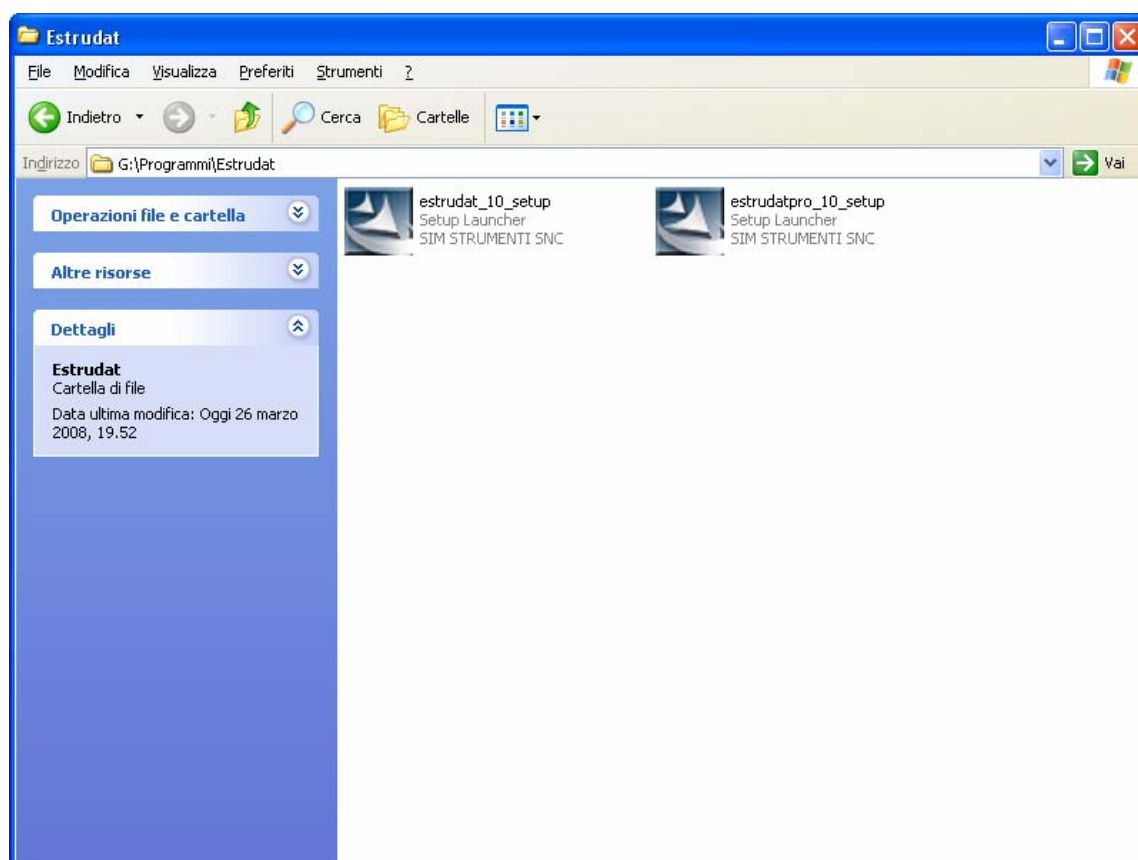 Estrudat
File Modifica Visualizza Preferiti Strumenti ?
Indietro Cerca Cartelle
Indirizzo G:\Programmi\Estrudat Vai
Operazioni file e cartella
Altre risorse
Dettagli
Estrudat
Cartella di file
Data ultima modifica: Oggi 26 marzo
2008, 19.52
estrudat_10_setup
Setup Launcher
SIM STRUMENTI SNC
estrudatpro_10_setup
Setup Launcher
SIM STRUMENTI SNC